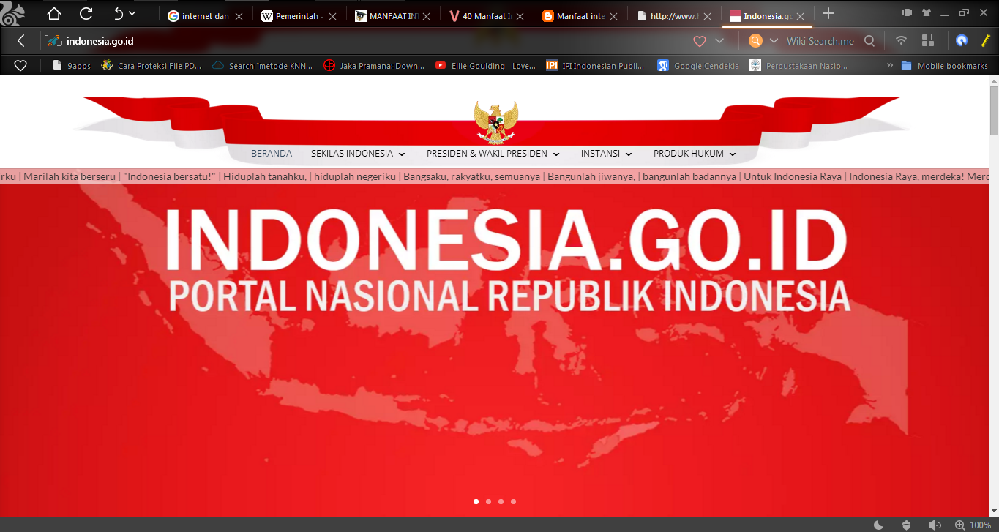 internet dan
Pemerintah -
MANFAAT INT
40 Manfaat I
Manfaat inte
http://www.
Indonesia.go
indonesia.go.id
Wiki Search.me
9apps
Cara Proteksi File PD...
Search "metode KNN...
Jaka Pramana: Down...
Ellie Goulding - Love...
IPI Indonesian Publi...
Google Cendekia
Perpustakaan Nasio...
Mobile bookmarks
BERANDA
SEKILAS INDONESIA
PRESIDEN & WAKIL PRESIDEN
INSTANSI
PRODUK HUKUM
rku | Marilah kita berseru | "Indonesia bersatu!" | Hiduplah tanahku, | hiduplah negeriku | Bangsaku, rakyatku, semuanya | Bangunlah jiwanya, | bangunlah badannya | Untuk Indonesia Raya | Indonesia Raya, merdeka! Merd
INDONESIA.GO.ID
PORTAL NASIONAL REPUBLIK INDONESIA
100%